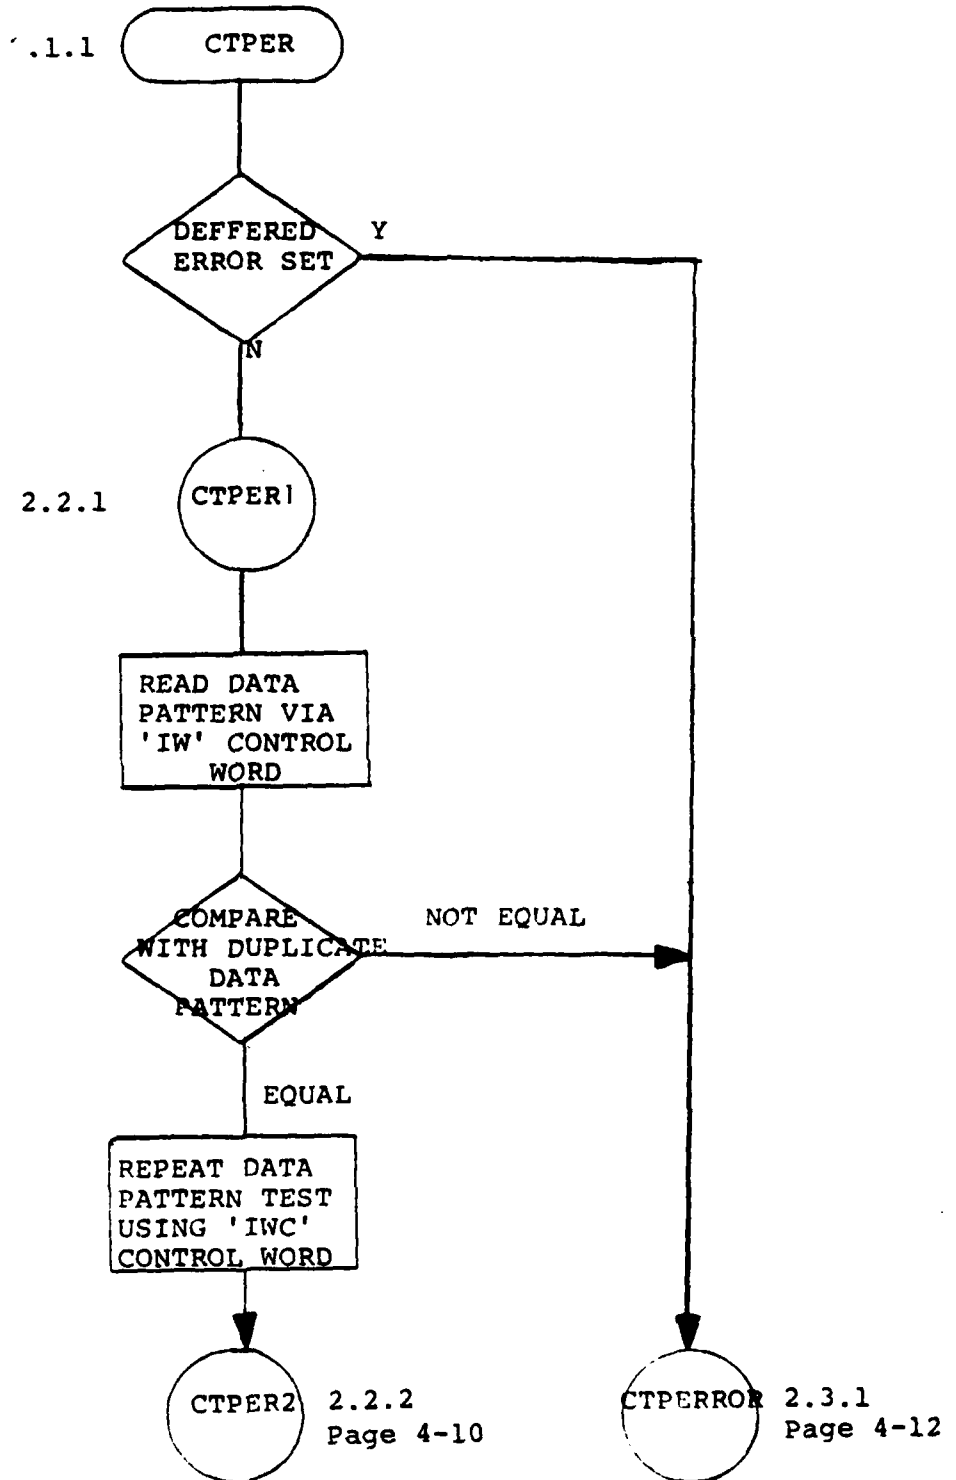 .1.1
CTPER
DEFFERED
ERROR SET
Y
N
2.2.1
CTPER1
READ DATA
PATTERN VIA
'IW' CONTROL
WORD
COMPARE
WITH DUPLICATE
DATA
PATTERN
NOT EQUAL
EQUAL
REPEAT DATA
PATTERN TEST
USING 'IWC'
CONTROL WORD
CTPER2
2.2.2
Page 4-10
CTPERROR
2.3.1
Page 4-12